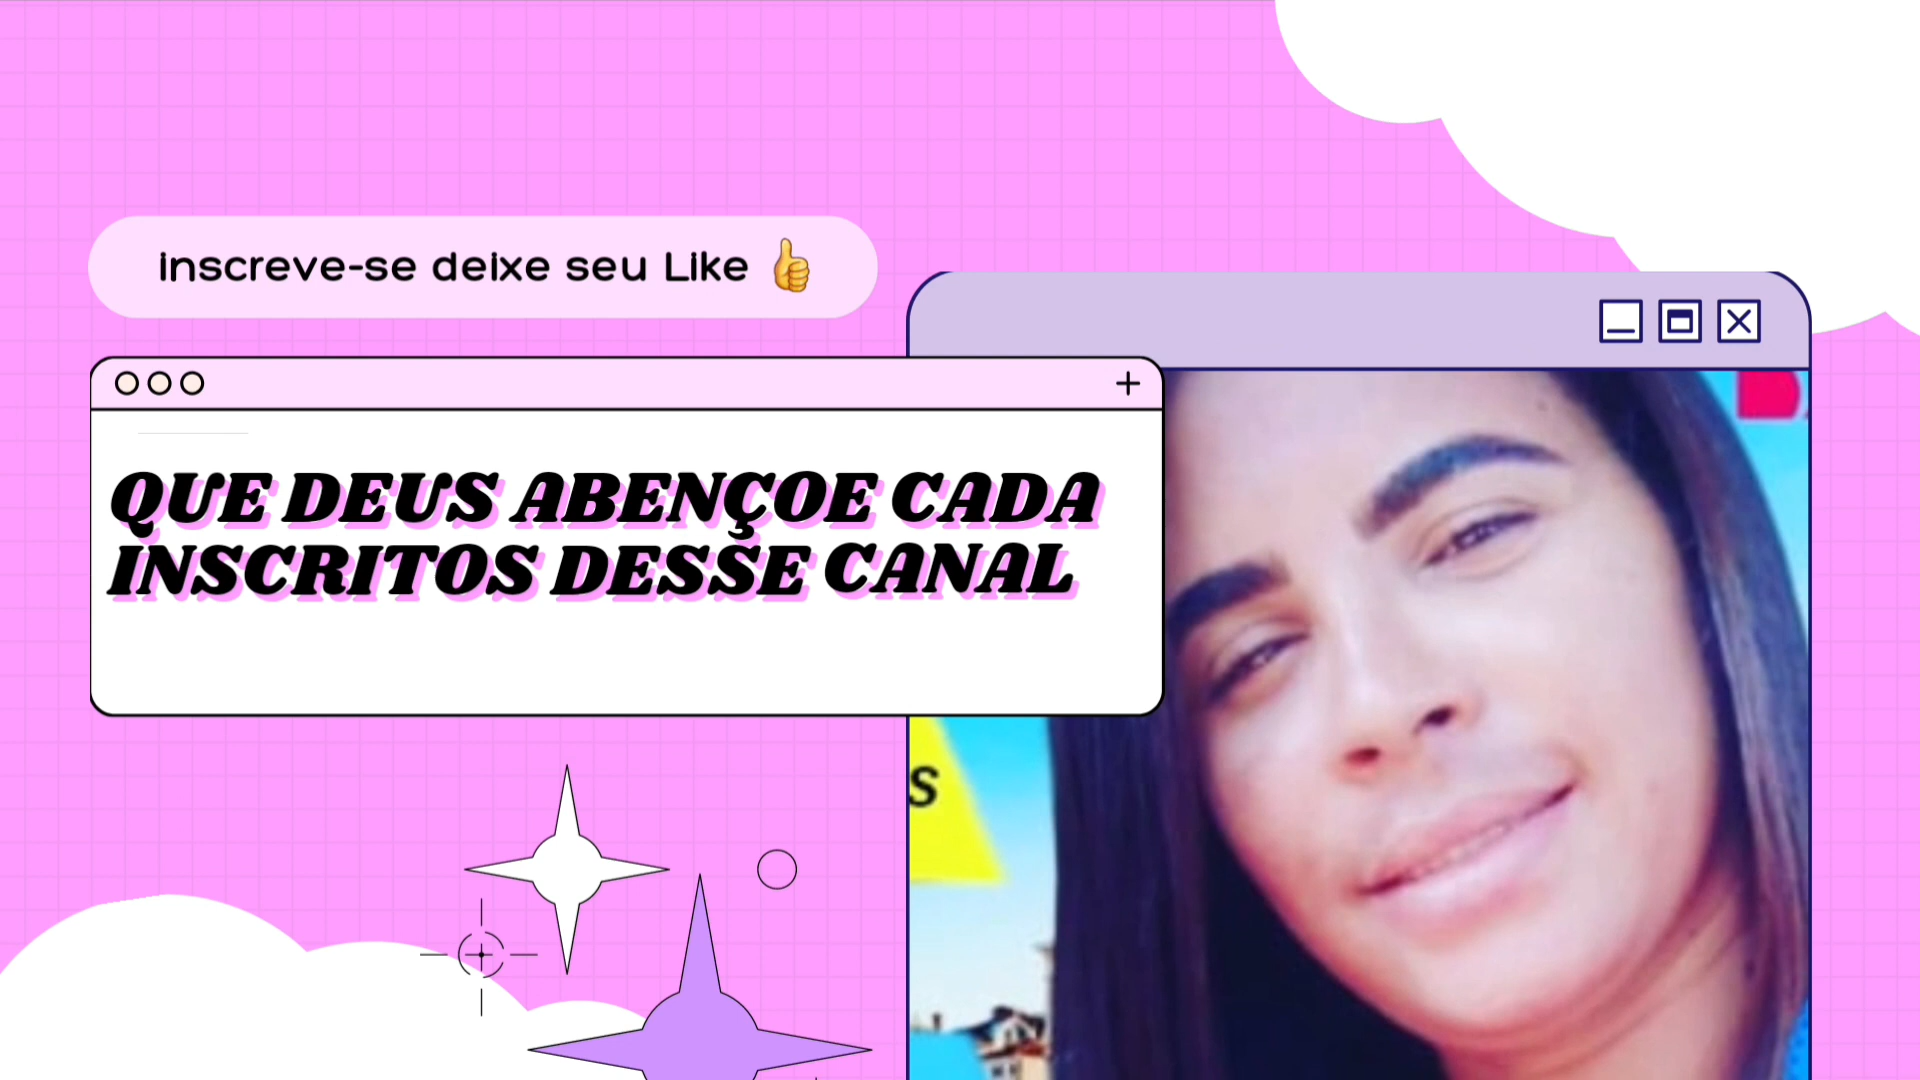 inscreve-se deixe seu Like 👍
QUE DEUS ABENÇOE CADA
INSCRITOS DESSE CANAL
S